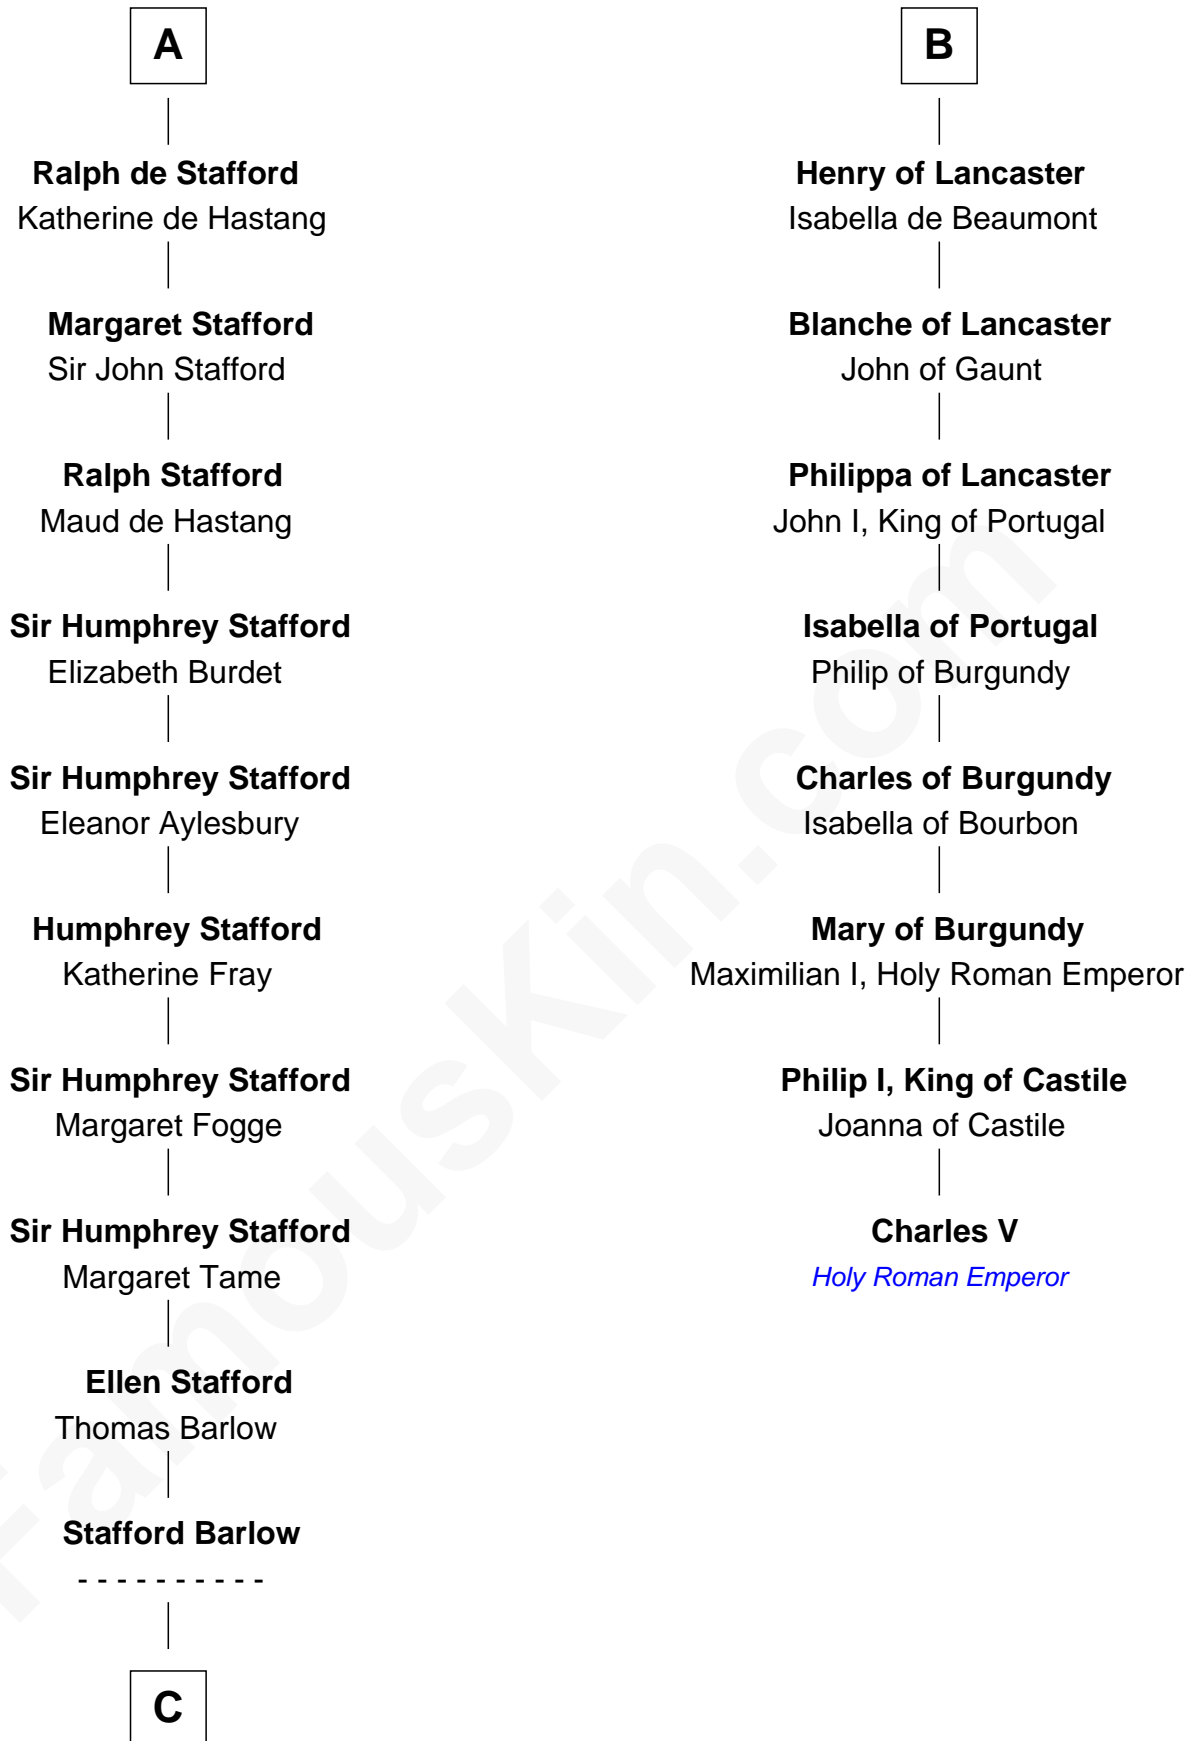 A
Ralph de Stafford
Katherine de Hastang
Margaret Stafford
Sir John Stafford
Ralph Stafford
Maud de Hastang
Sir Humphrey Stafford
Elizabeth Burdet
Sir Humphrey Stafford
Eleanor Aylesbury
Humphrey Stafford
Katherine Fray
Sir Humphrey Stafford
Margaret Fogge
Sir Humphrey Stafford
Margaret Tame
Ellen Stafford
Thomas Barlow
Stafford Barlow
- - - - - - - - - -
C
B
Henry of Lancaster
Isabella de Beaumont
Blanche of Lancaster
John of Gaunt
Philippa of Lancaster
John I, King of Portugal
Isabella of Portugal
Philip of Burgundy
Charles of Burgundy
Isabella of Bourbon
Mary of Burgundy
Maximilian I, Holy Roman Emperor
Philip I, King of Castile
Joanna of Castile
Charles V
Holy Roman Emperor
FamousKin.com